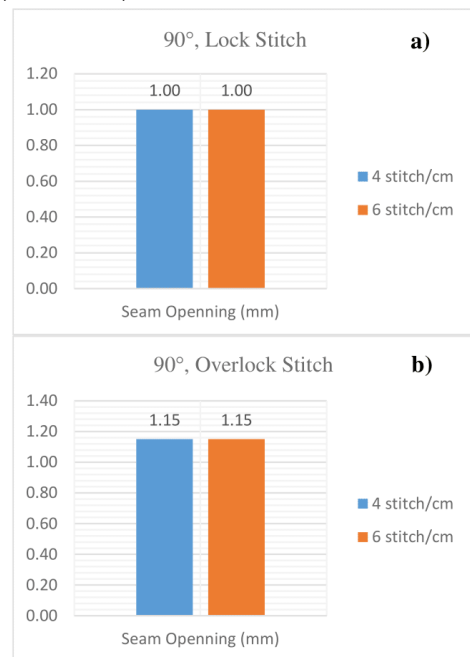 90°, Lock Stitch
a)
1.20
1.00
0.80
0.60
0.40
0.20
0.00
1.00 1.00
4 stitch/cm
6 stitch/cm
Seam Openning (mm)
90°, Overlock Stitch
b)
1.40
1.20
1.00
0.80
0.60
0.40
0.20
0.00
1.15 1.15
4 stitch/cm
6 stitch/cm
Seam Openning (mm)